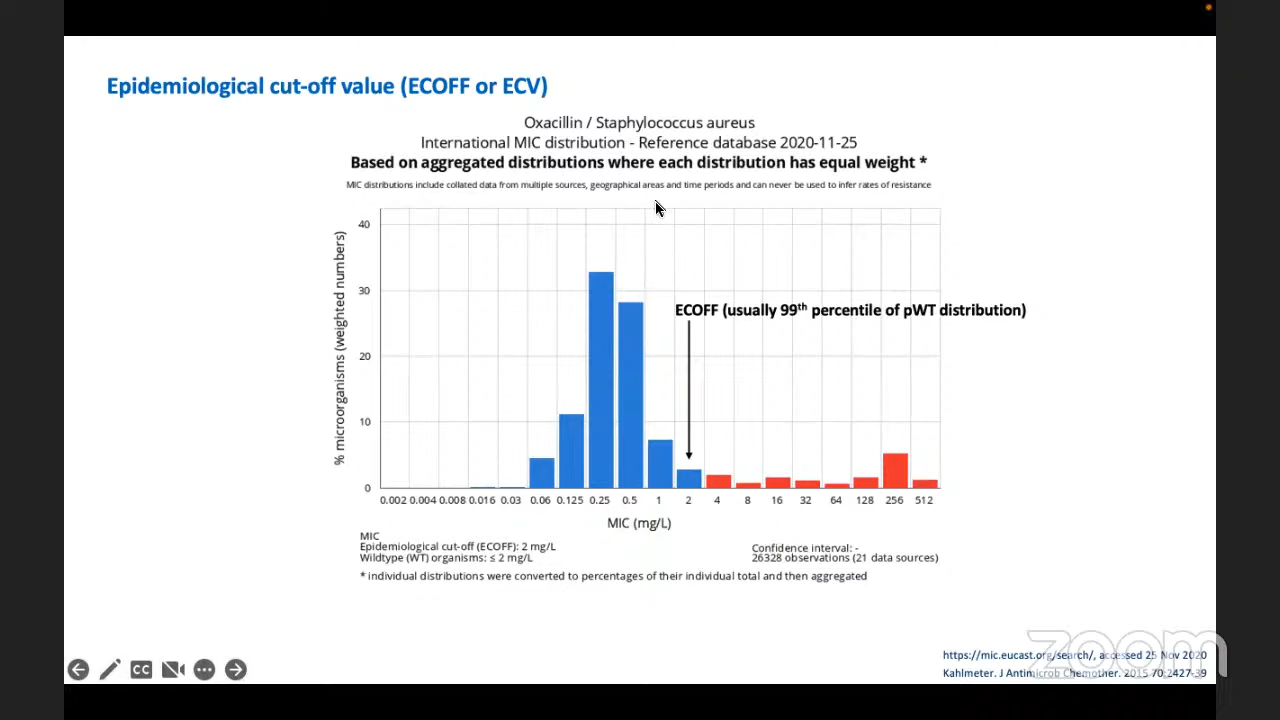 Epidemiological cut-off value (ECOFF or ECV)
Oxacillin / Staphylococcus aureus
International MIC distribution - Reference database 2020-11-25
Based on aggregated distributions where each distribution has equal weight *
MIC distributions include collated data from multiple sources, geographical areas and time periods and can never be used to infer rates of resistance
% microorganisms (weighted numbers)
40
30
20
10
0
ECOFF (usually 99th percentile of pWT distribution)
0.002 0.004 0.008 0.016 0.03 0.06 0.125 0.25 0.5 1 2 4 8 16 32 64 128 256 512
MIC (mg/L)
MIC
Epidemiological cut-off (ECOFF): 2 mg/L
Wildtype (WT) organisms: ≤ 2 mg/L
Confidence interval: -
26328 observations (21 data sources)
* individual distributions were converted to percentages of their individual total and then aggregated
CC
https://mic.eucast.org/search/, accessed 25 Nov 2020
Kahlmeter. J Antimicrob Chemother. 2015 70:2427-39
zoom